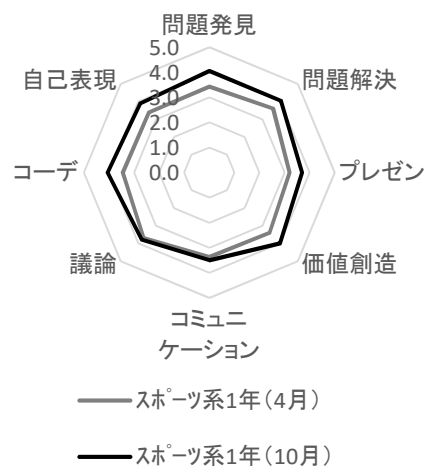 問題発見
5.0
4.0
自己表現
問題解決
3.0
2.0
1.0
コーデ
0.0
プレゼン
議論
価値創造
コミュニ
ケーション
ｽﾎﾟｰﾂ系1年（4月）
ｽﾎﾟｰﾂ系1年（10月）